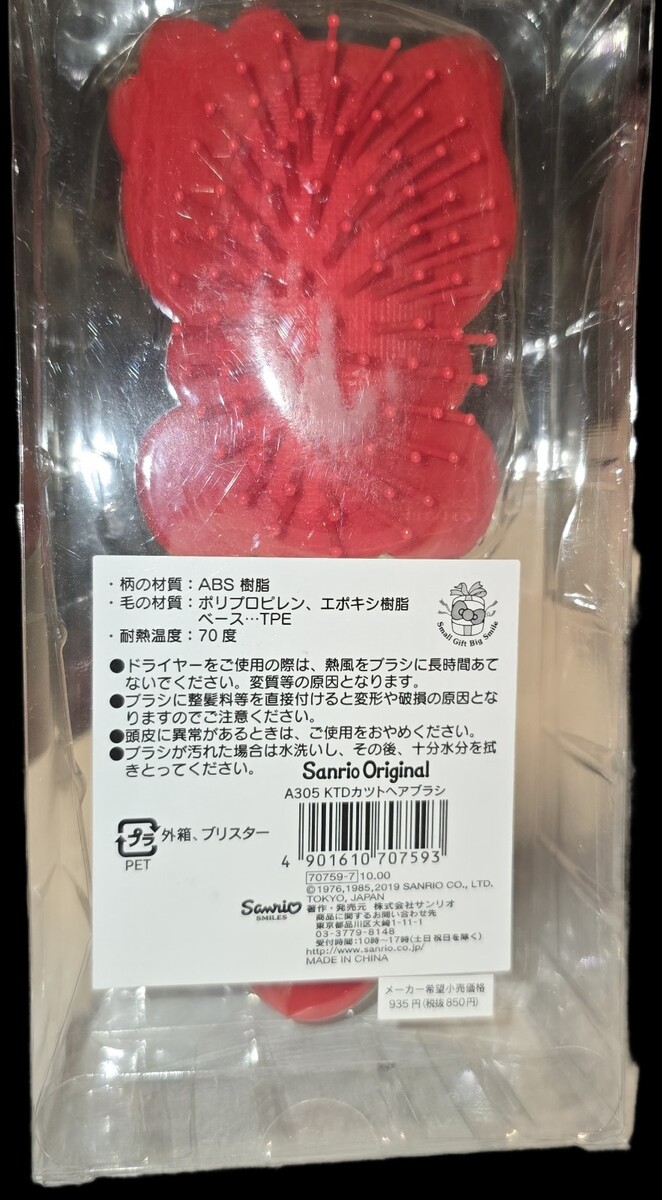 ・柄の材質：ABS 樹脂
・毛の材質：ポリプロピレン、エポキシ樹脂
ベース…TPE
・耐熱温度：70度
Small Gift Big Smile
●ドライヤーをご使用の際は、熱風をブラシに長時間あて
ないでください。変質等の原因となります。
●ブラシに整髪料等を直接付けると変形や破損の原因とな
りますのでご注意ください。
●頭皮に異常があるときは、ご使用をおやめください。
●ブラシが汚れた場合は水洗いし、その後、十分水分を拭
きとってください。
Sanrio Original
A305 KTDカツトヘアブラシ
プラ 外箱、ブリスター
PET
4 901610 707593
70759-7 10.00
©1976,1985,2019 SANRIO CO., LTD.
TOKYO, JAPAN
Sanrio
SMILES
著作・発売元 株式会社サンリオ
商品に関するお問い合わせ先
東京都品川区大崎1-11-1
03-3779-8148
受付時間：10時〜17時(土日祝日を除く)
http://www.sanrio.co.jp/
MADE IN CHINA
メーカー希望小売価格
935円(税抜850円)